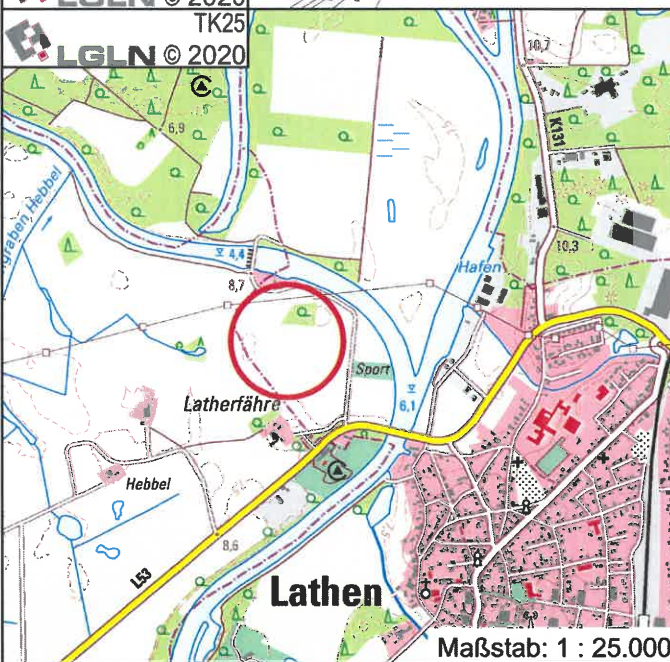 LGLN © 2020
TK25
LGLN © 2020
10,7
6,9
K131
graben Hebbel
4,4
10,3
8,7
Hafen
Sport
6,1
Latherfähre
Hebbel
8,6
L53
Lathen
Maßstab: 1 : 25.000